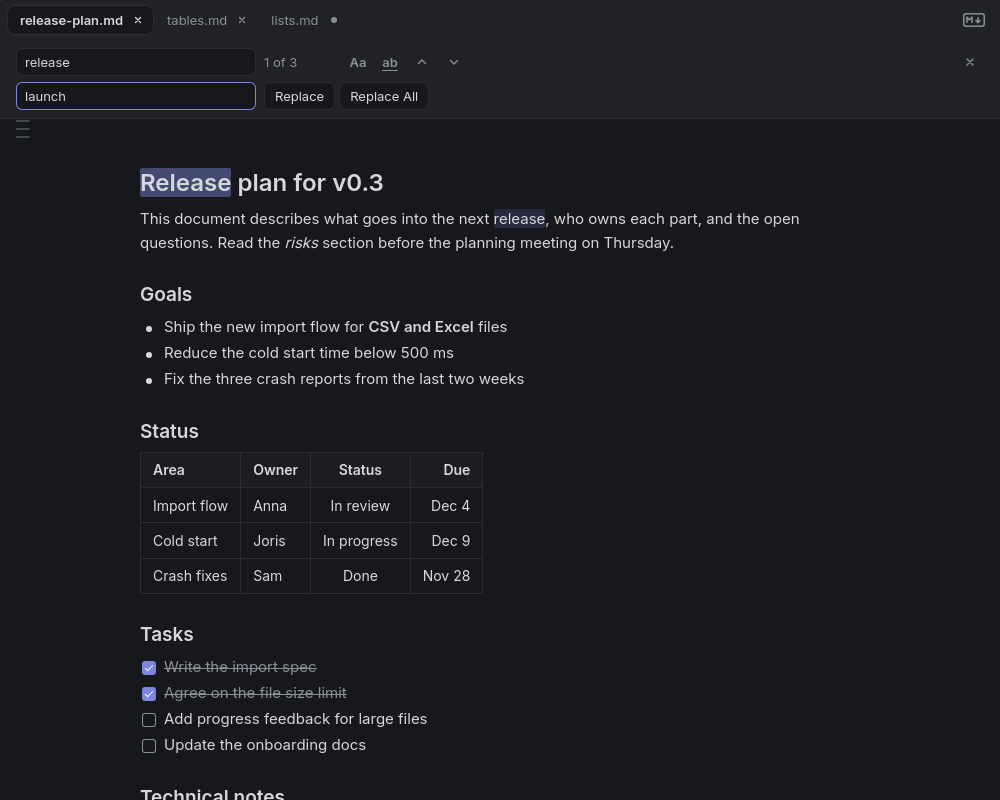 release-plan.md × tables.md × lists.md
M
release 1 of 3 Aa ab
launch Replace Replace All
Release plan for v0.3
This document describes what goes into the next release, who owns each part, and the open
questions. Read the risks section before the planning meeting on Thursday.
Goals
Ship the new import flow for CSV and Excel files
Reduce the cold start time below 500 ms
Fix the three crash reports from the last two weeks
Status
Area Owner Status Due
Import flow Anna In review Dec 4
Cold start Joris In progress Dec 9
Crash fixes Sam Done Nov 28
Tasks
Write the import spec
Agree on the file size limit
Add progress feedback for large files
Update the onboarding docs
Technical notes